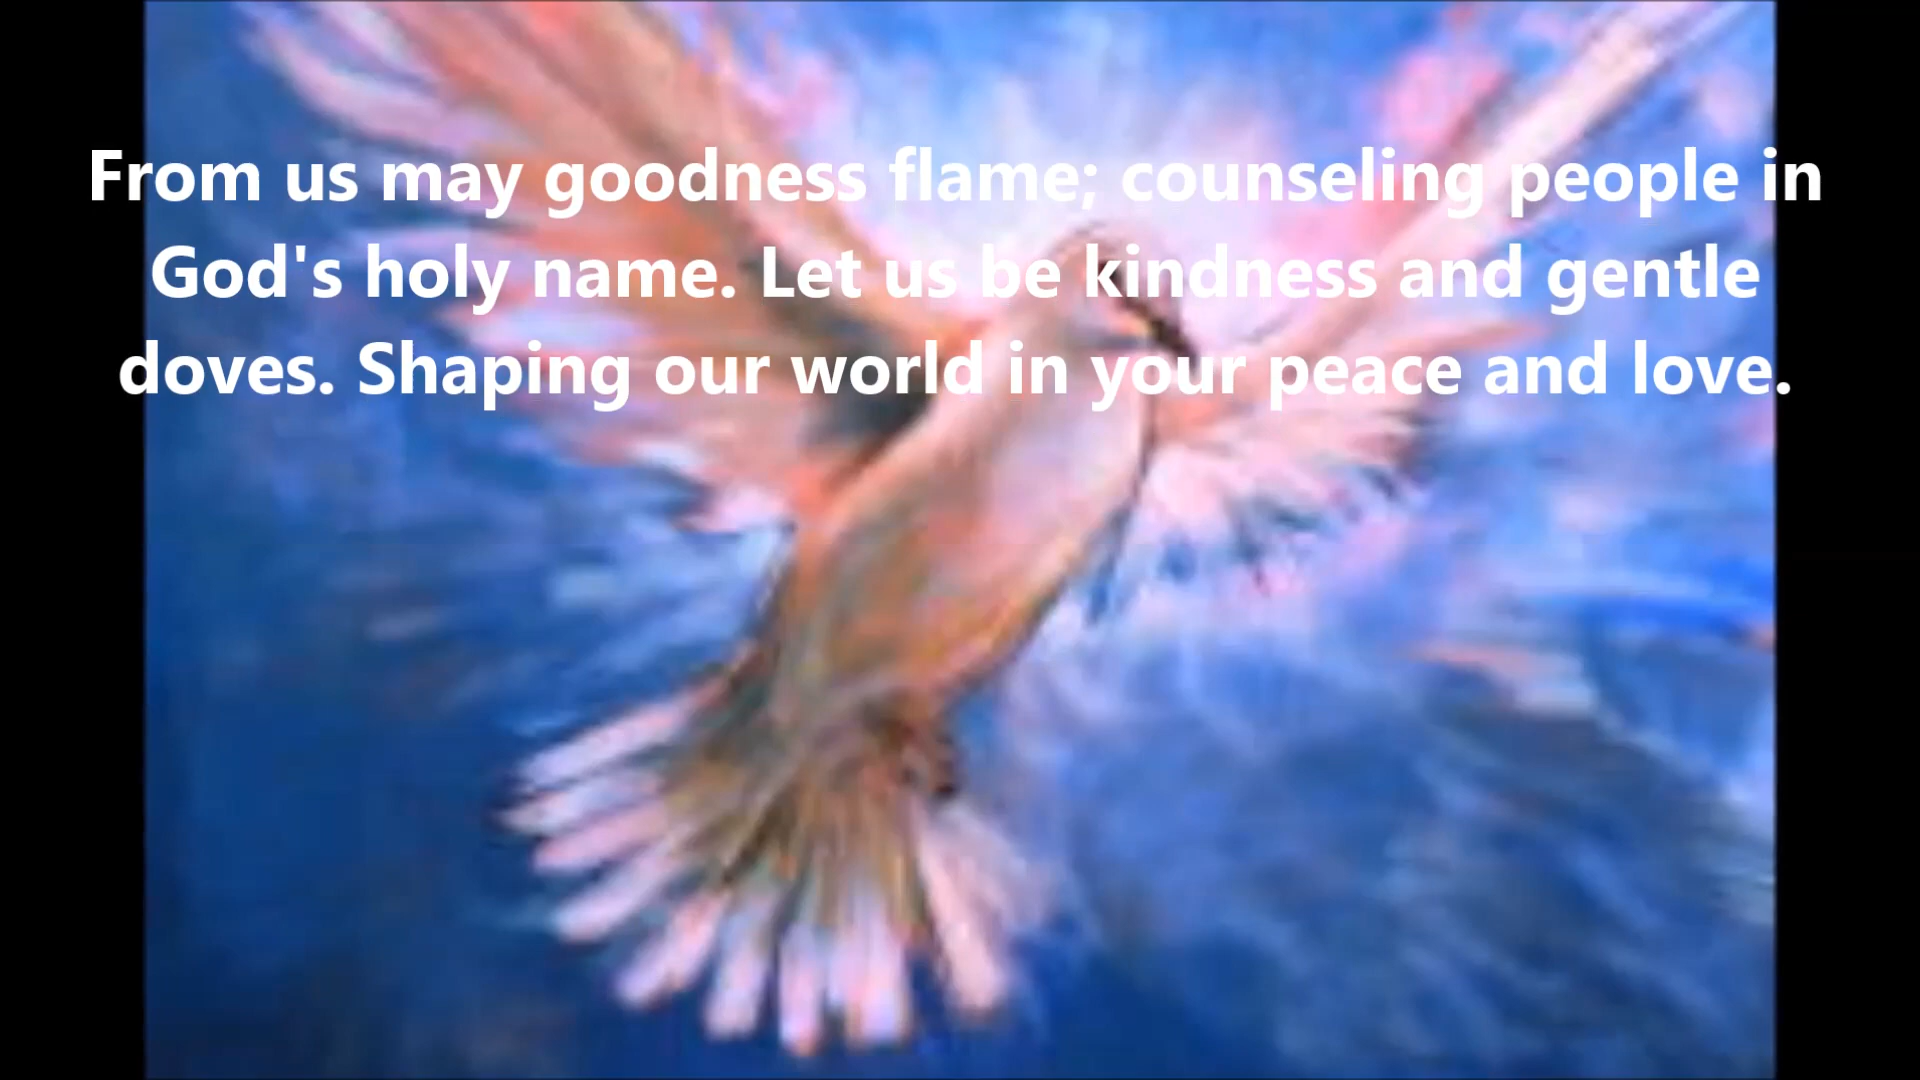 From us may goodness flame; counseling people in
God's holy name. Let us be kindness and gentle
doves. Shaping our world in your peace and love.